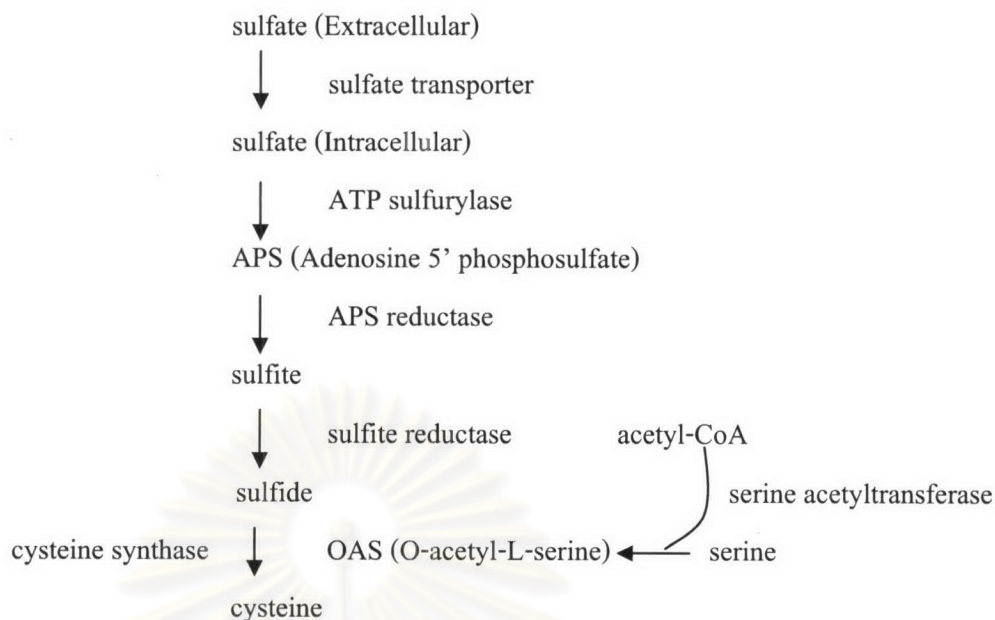 sulfate (Extracellular)
sulfate transporter
sulfate (Intracellular)
ATP sulfurylase
APS (Adenosine 5’ phosphosulfate)
APS reductase
sulfite
sulfite reductase
acetyl-CoA
sulfide
serine acetyltransferase
cysteine synthase
OAS (O-acetyl-L-serine)
serine
cysteine